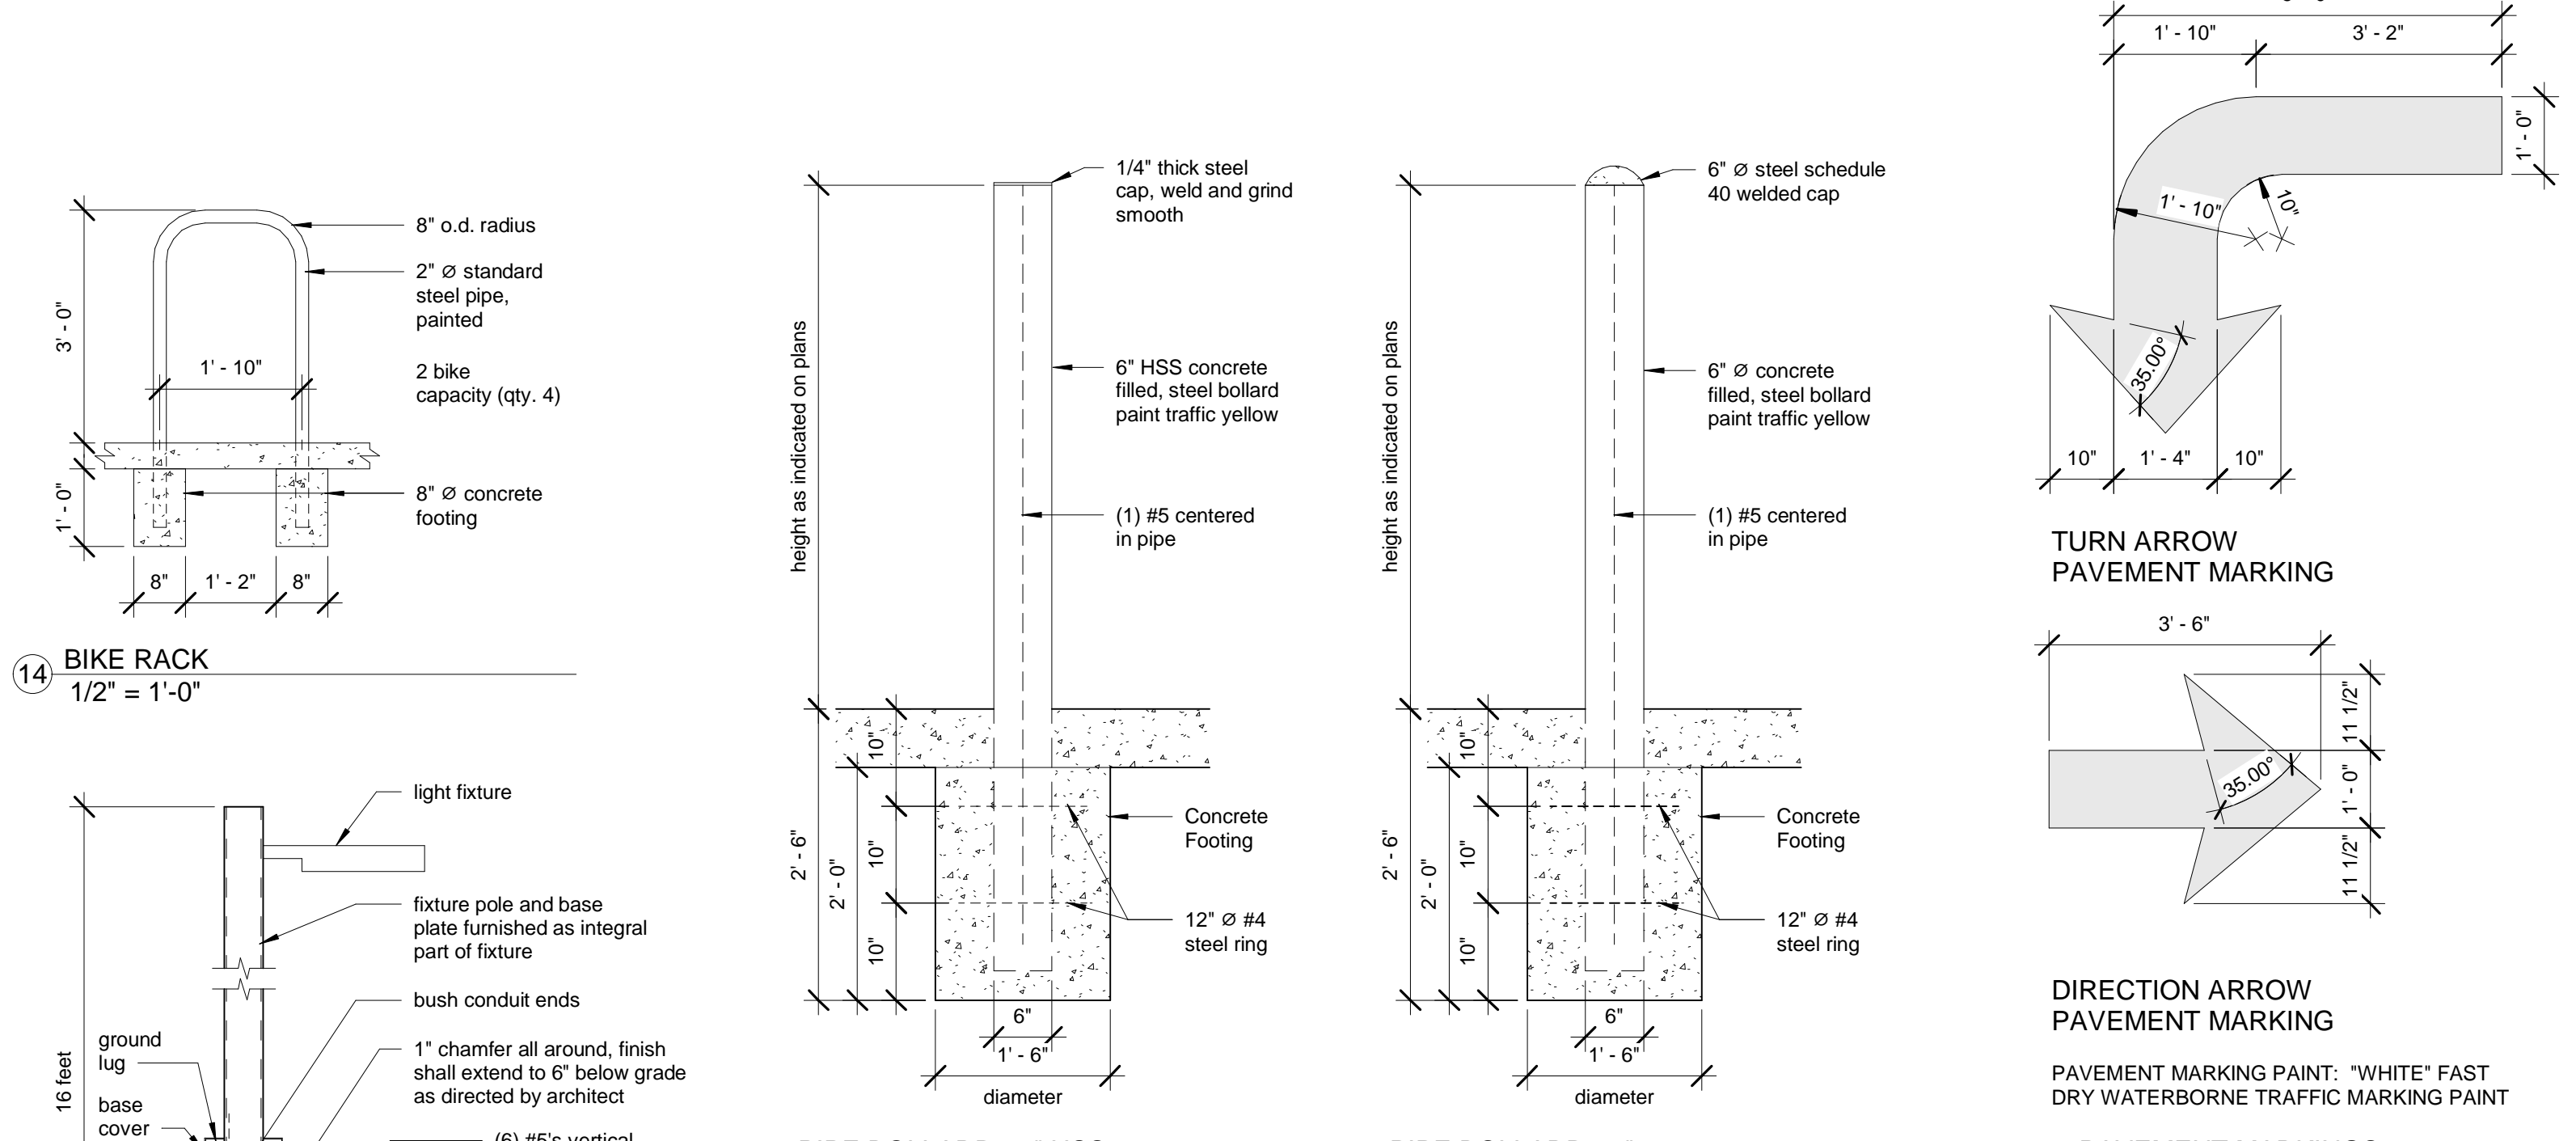 3' - 0"
1' - 0"
1' - 10"
8" o.d. radius
2" ⌀ standard
steel pipe,
painted
2 bike
capacity (qty. 4)
8" ⌀ concrete
footing
8"
1' - 2"
8"
14
BIKE RACK
1/2" = 1'-0"
light fixture
fixture pole and base
plate furnished as integral
part of fixture
bush conduit ends
1" chamfer all around, finish
shall extend to 6" below grade
as directed by architect
ground
lug
base
cover
16 feet
(6) #5's vertical
1/4" thick steel
cap, weld and grind
smooth
6" HSS concrete
filled, steel bollard
paint traffic yellow
(1) #5 centered
in pipe
height as indicated on plans
10"
10"
10"
2' - 0"
2' - 6"
Concrete
Footing
12" ⌀ #4
steel ring
6"
1' - 6"
diameter
6" ⌀ steel schedule
40 welded cap
6" ⌀ concrete
filled, steel bollard
paint traffic yellow
(1) #5 centered
in pipe
height as indicated on plans
10"
10"
10"
2' - 0"
2' - 6"
Concrete
Footing
12" ⌀ #4
steel ring
6"
1' - 6"
diameter
1' - 10"
3' - 2"
1' - 0"
1' - 10"
10"
35.00°
10"
1' - 4"
10"
TURN ARROW
PAVEMENT MARKING
3' - 6"
11 1/2"
1' - 0"
11 1/2"
35.00°
DIRECTION ARROW
PAVEMENT MARKING
PAVEMENT MARKING PAINT: "WHITE" FAST
DRY WATERBORNE TRAFFIC MARKING PAINT
PAVEMENT MARKINGS